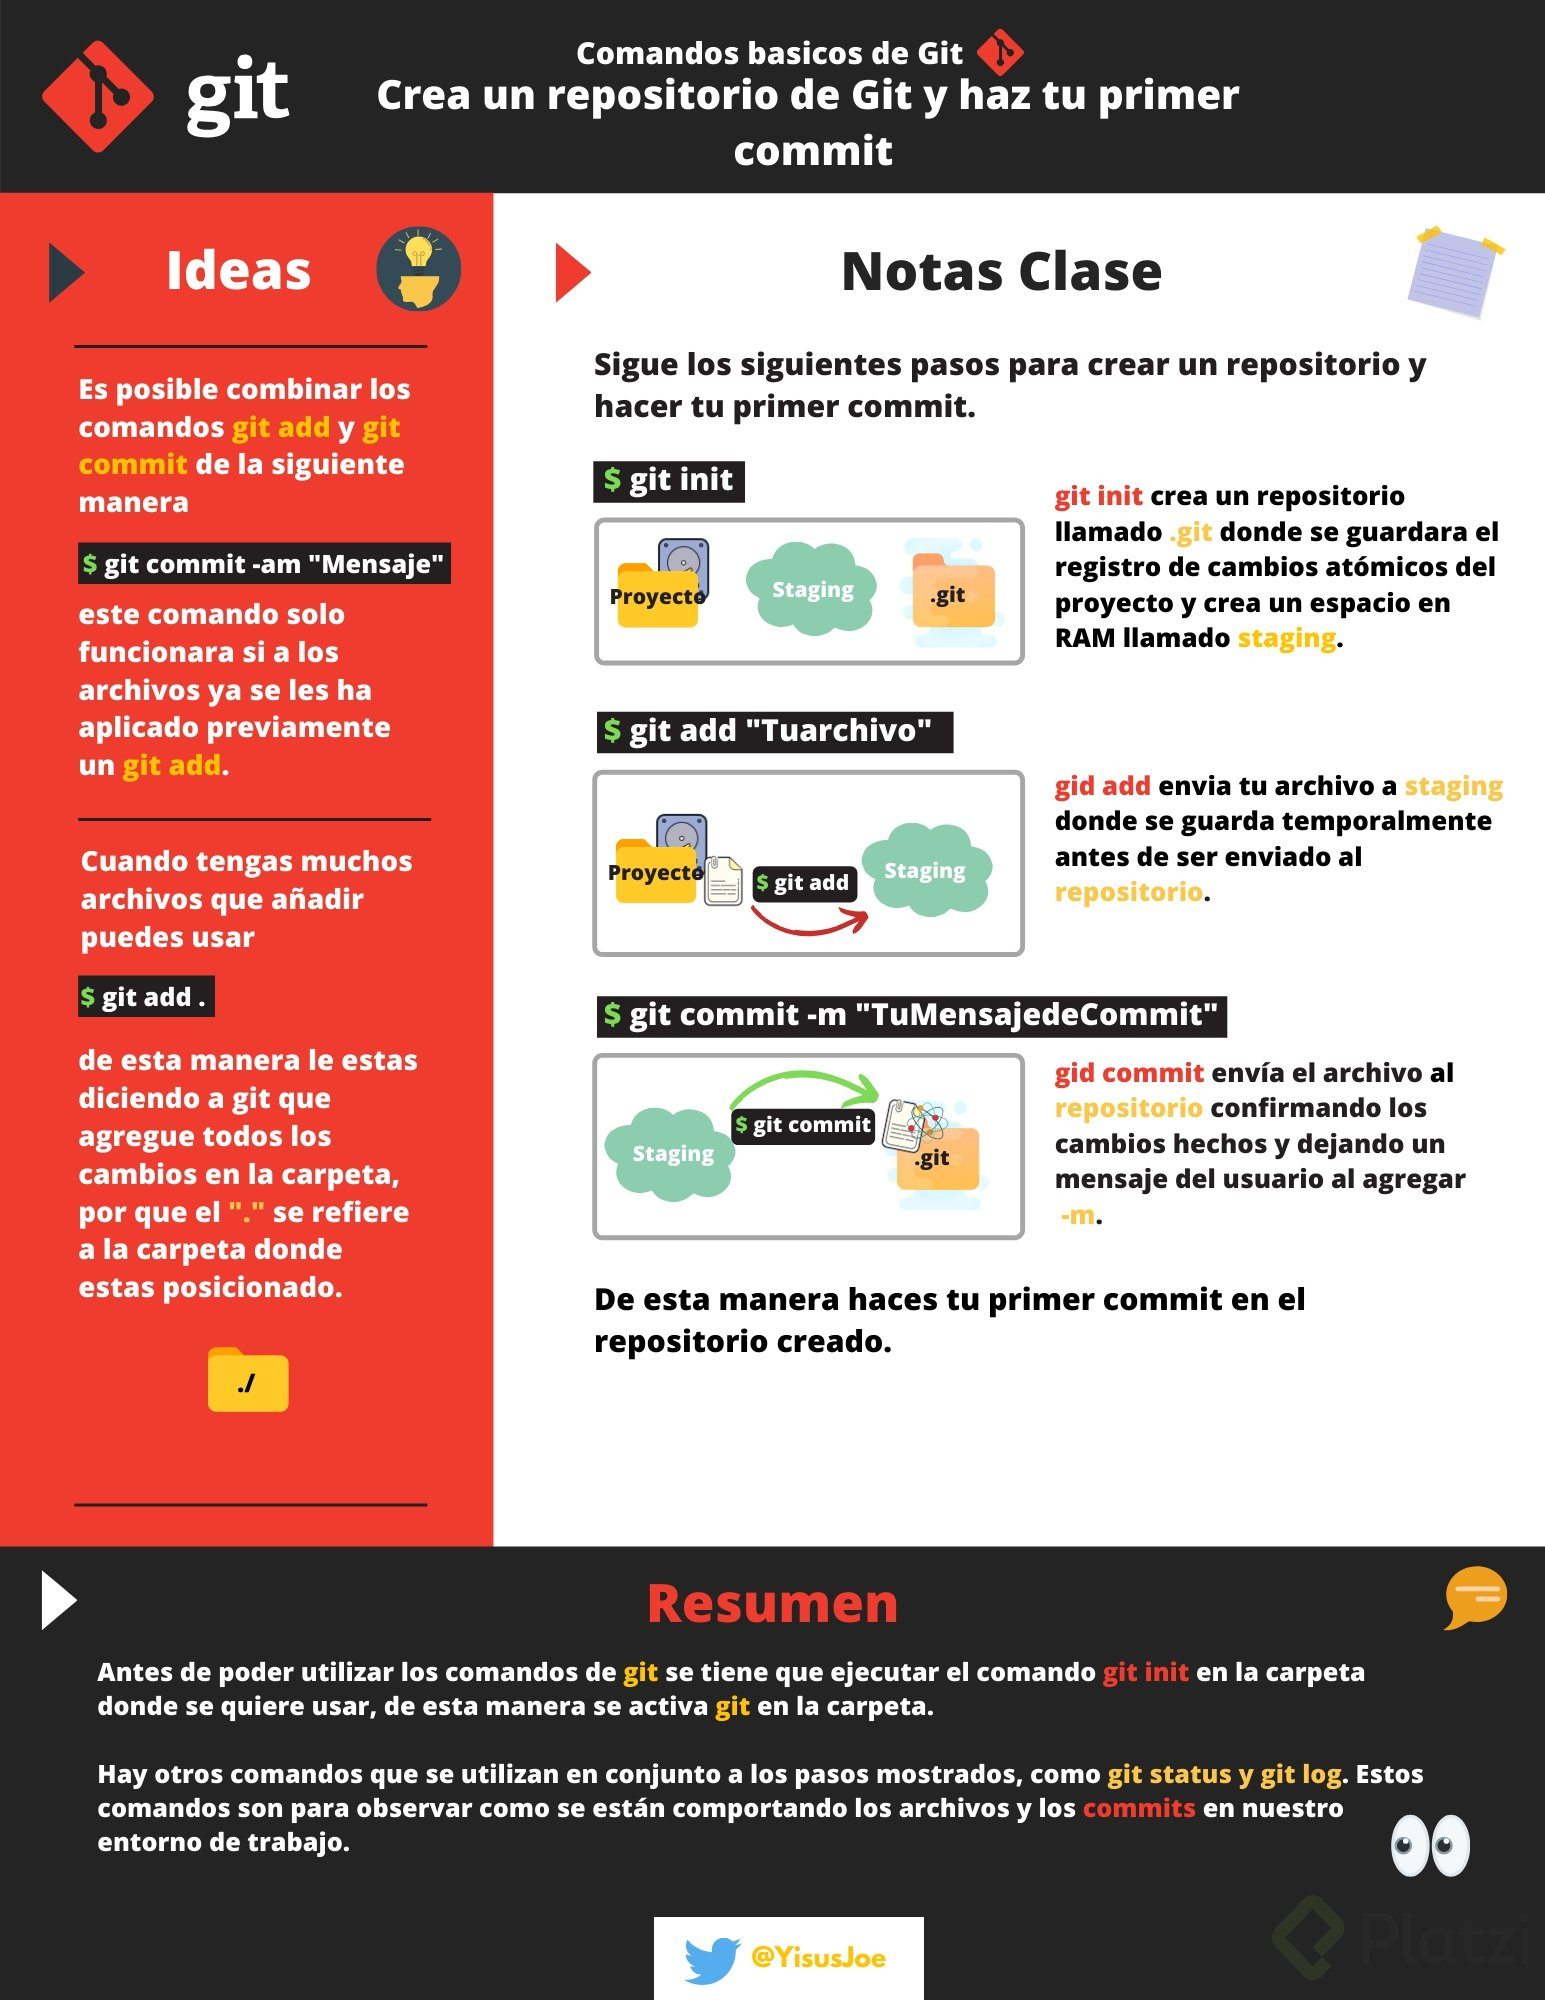 git
Comandos basicos de Git
Crea un repositorio de Git y haz tu primer
commit
Ideas
Es posible combinar los
comandos git add y git
commit de la siguiente
manera
$ git commit -am "Mensaje"
este comando solo
funcionara si a los
archivos ya se les ha
aplicado previamente
un git add.
Cuando tengas muchos
archivos que añadir
puedes usar
$ git add .
de esta manera le estas
diciendo a git que
agregue todos los
cambios en la carpeta,
por que el "." se refiere
a la carpeta donde
estas posicionado.
./
Notas Clase
Sigue los siguientes pasos para crear un repositorio y
hacer tu primer commit.
$ git init
Proyecto
Staging
.git
git init crea un repositorio
llamado .git donde se guardara el
registro de cambios atómicos del
proyecto y crea un espacio en
RAM llamado staging.
$ git add "Tuarchivo"
Proyecto
$ git add
Staging
gid add envia tu archivo a staging
donde se guarda temporalmente
antes de ser enviado al
repositorio.
$ git commit -m "TuMensajedeCommit"
Staging
$ git commit
.git
gid commit envía el archivo al
repositorio confirmando los
cambios hechos y dejando un
mensaje del usuario al agregar
-m.
De esta manera haces tu primer commit en el
repositorio creado.
Resumen
Antes de poder utilizar los comandos de git se tiene que ejecutar el comando git init en la carpeta
donde se quiere usar, de esta manera se activa git en la carpeta.
Hay otros comandos que se utilizan en conjunto a los pasos mostrados, como git status y git log. Estos
comandos son para observar como se están comportando los archivos y los commits en nuestro
entorno de trabajo.
@YisusJoe
Platzi